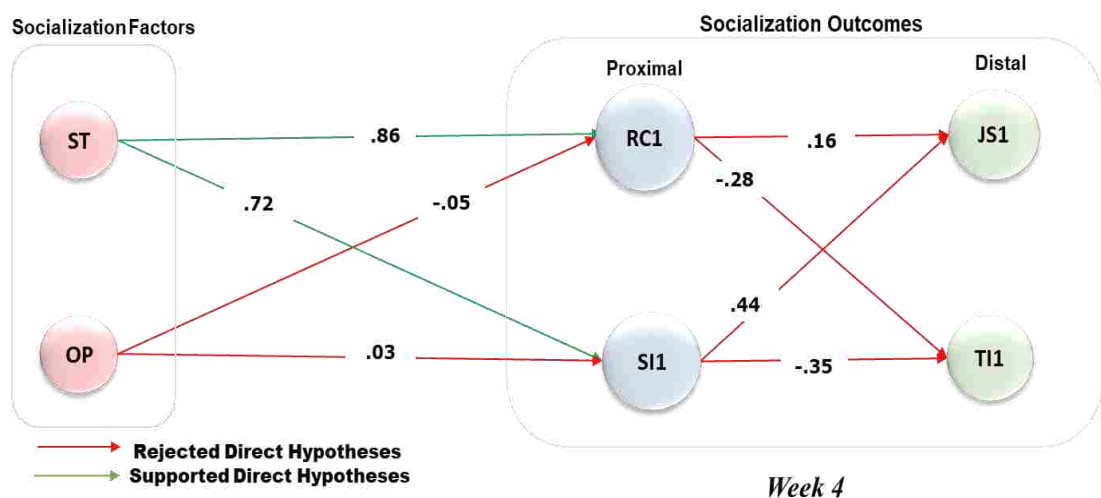 Socialization Factors
Socialization Outcomes
Proximal
Distal
ST
.86
RC1
.16
JS1
-.28
.72
-.05
.44
OP
.03
SI1
-.35
TI1
Rejected Direct Hypotheses
Supported Direct Hypotheses
Week 4